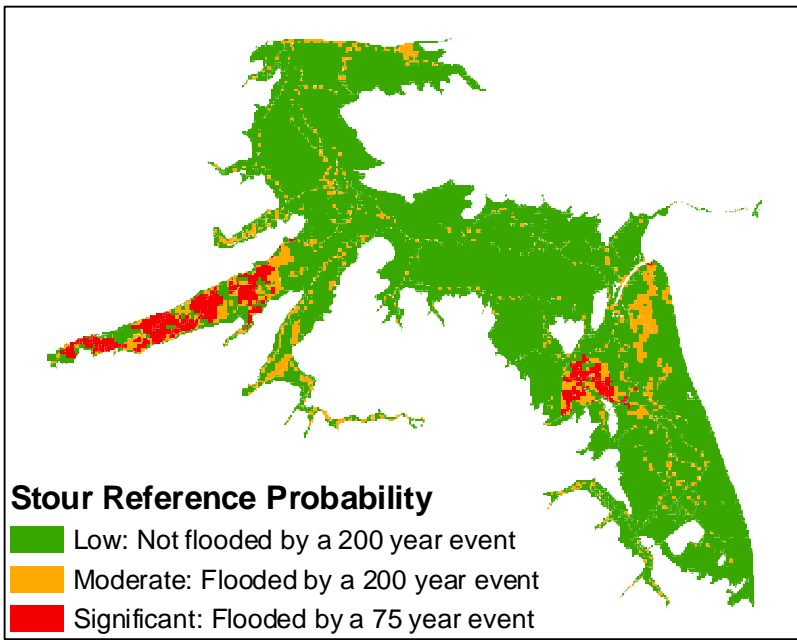 Stour Reference Probability
Low: Not flooded by a 200 year event
Moderate: Flooded by a 200 year event
Significant: Flooded by a 75 year event